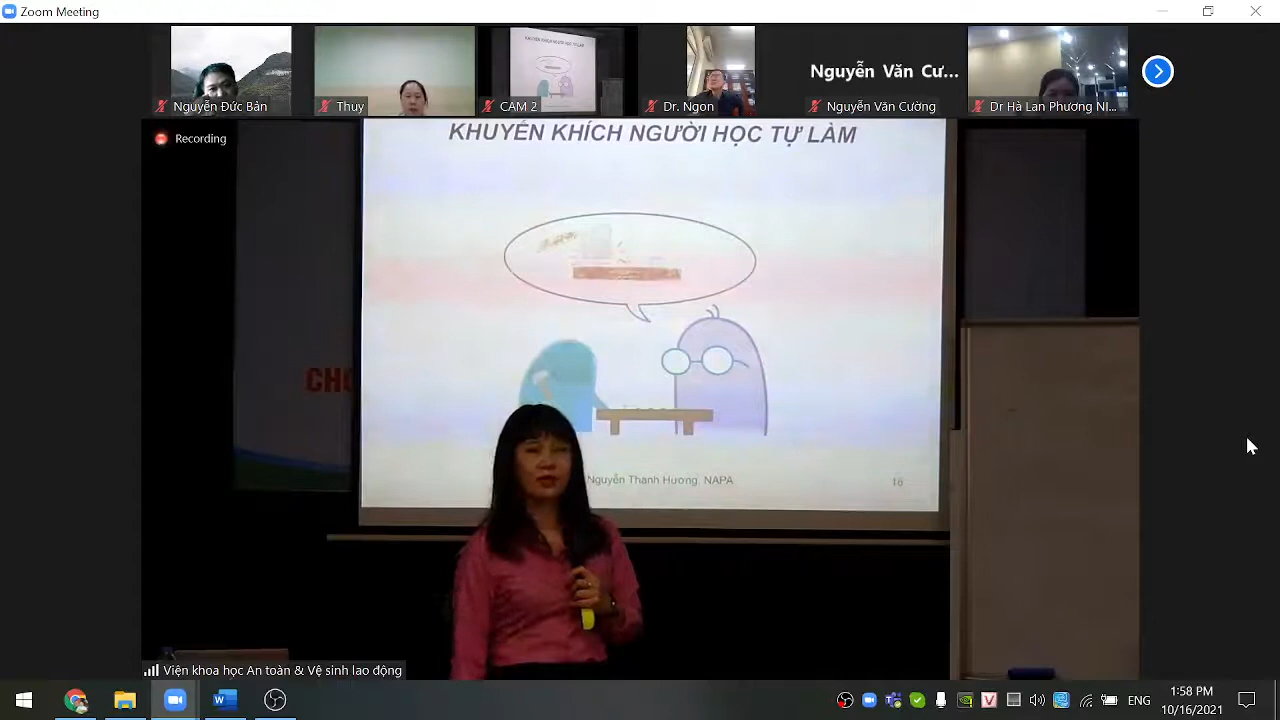 Zoom Meeting
Nguyễn Văn Cư...
Nguyễn Đức Bản
Thuy
CAM 2
Dr. Ngon
Nguyễn Văn Cường
Dr Hà Lan Phương NI...
Recording
KHUYẾN KHÍCH NGƯỜI HỌC TỰ LÀM
CHO
Nguyễn Thanh Hương, NAPA
16
Viện khoa học An toàn & Vệ sinh lao động
ENG
1:58 PM
10/16/2021